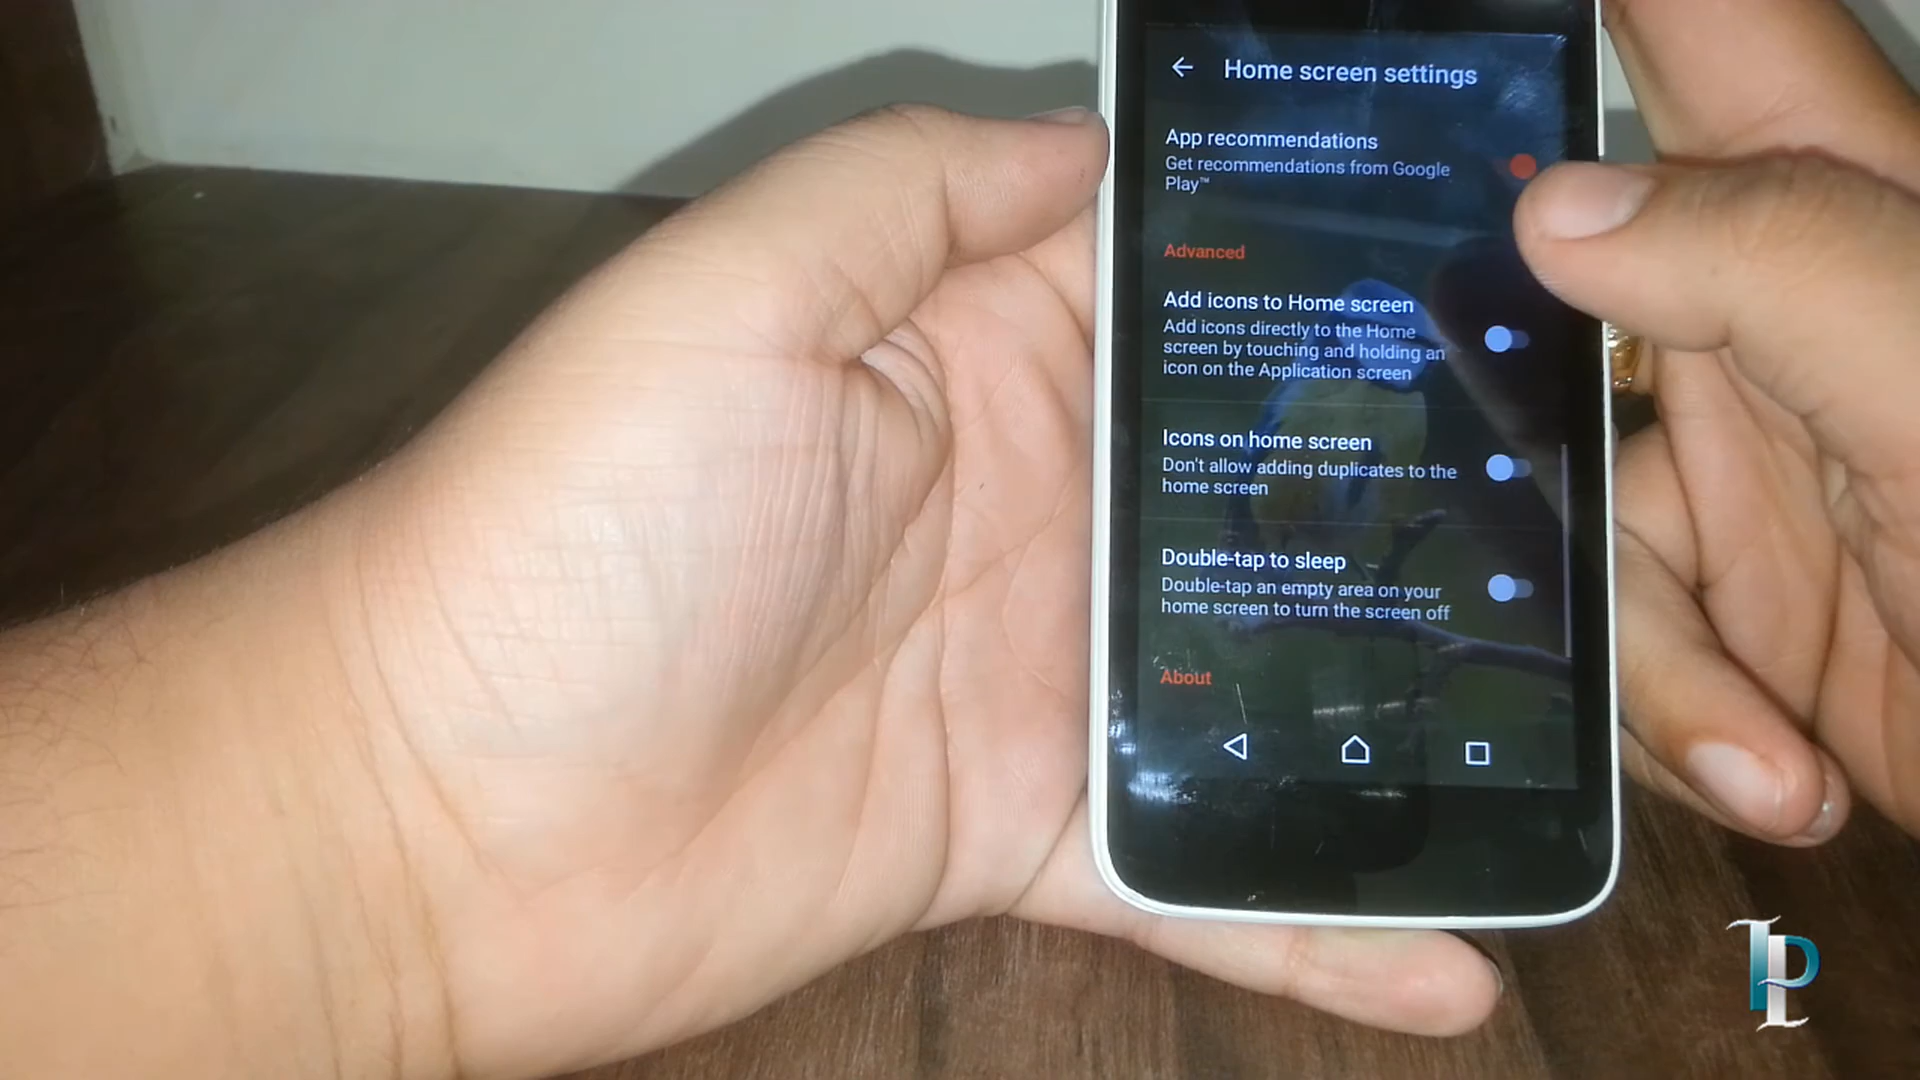 Home screen settings
App recommendations
Get recommendations from Google
Play™
Advanced
Add icons to Home screen
Add icons directly to the Home
screen by touching and holding an
icon on the Application screen
Icons on home screen
Don't allow adding duplicates to the
home screen
Double-tap to sleep
Double-tap an empty area on your
home screen to turn the screen off
About